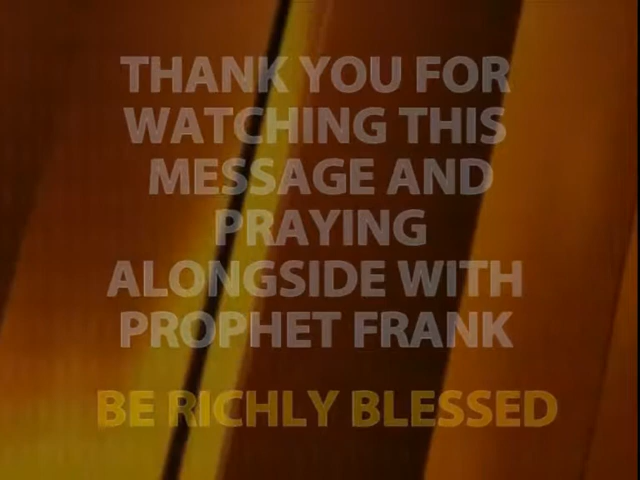 THANK YOU FOR
WATCHING THIS
MESSAGE AND
PRAYING
ALONGSIDE WITH
PROPHET FRANK
BE RICHLY BLESSED